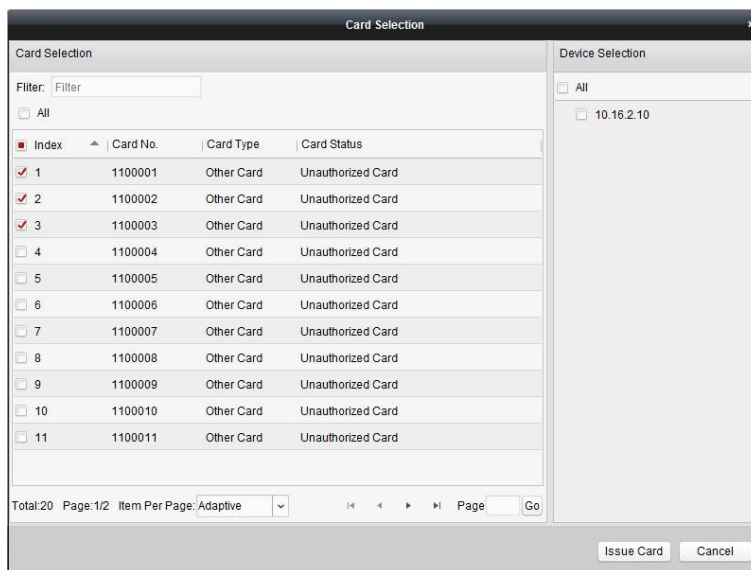 Card Selection
Card Selection
Device Selection
Fliter: Filter
All
All
10.16.2.10
Index Card No. Card Type Card Status
1 1100001 Other Card Unauthorized Card
2 1100002 Other Card Unauthorized Card
3 1100003 Other Card Unauthorized Card
4 1100004 Other Card Unauthorized Card
5 1100005 Other Card Unauthorized Card
6 1100006 Other Card Unauthorized Card
7 1100007 Other Card Unauthorized Card
8 1100008 Other Card Unauthorized Card
9 1100009 Other Card Unauthorized Card
10 1100010 Other Card Unauthorized Card
11 1100011 Other Card Unauthorized Card
Total:20 Page:1/2 Item Per Page: Adaptive Page Go
Issue Card Cancel